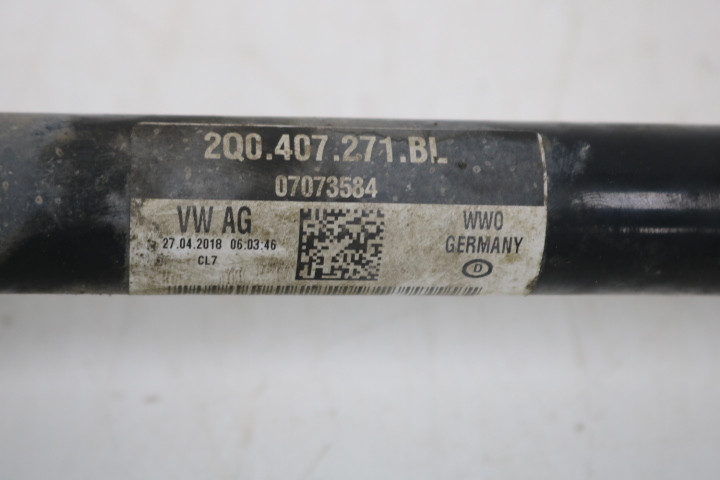 2Q0.407.271.BL
07073584
VW AG
27.04.2018 06:03:46
CL7
WWO
GERMANY
D